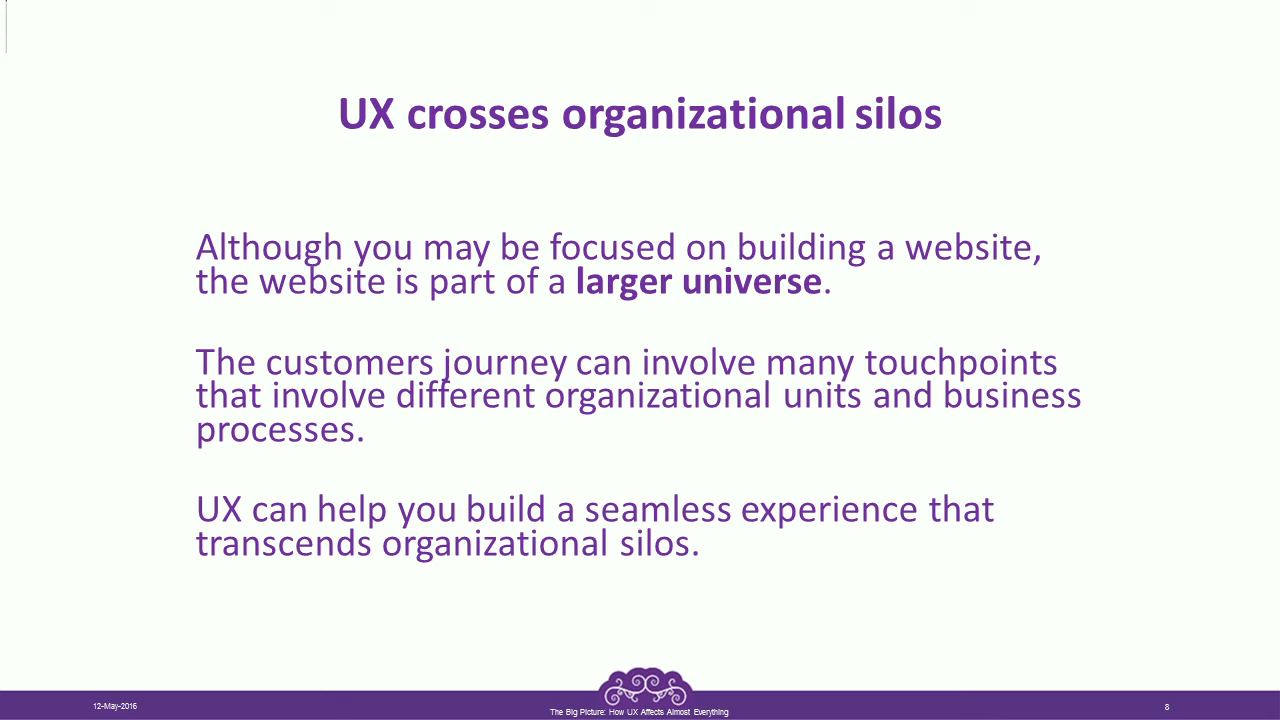 UX crosses organizational silos
Although you may be focused on building a website,
the website is part of a larger universe.
The customers journey can involve many touchpoints
that involve different organizational units and business
processes.
UX can help you build a seamless experience that
transcends organizational silos.
12-May-2016
The Big Picture: How UX Affects Almost Everything
8